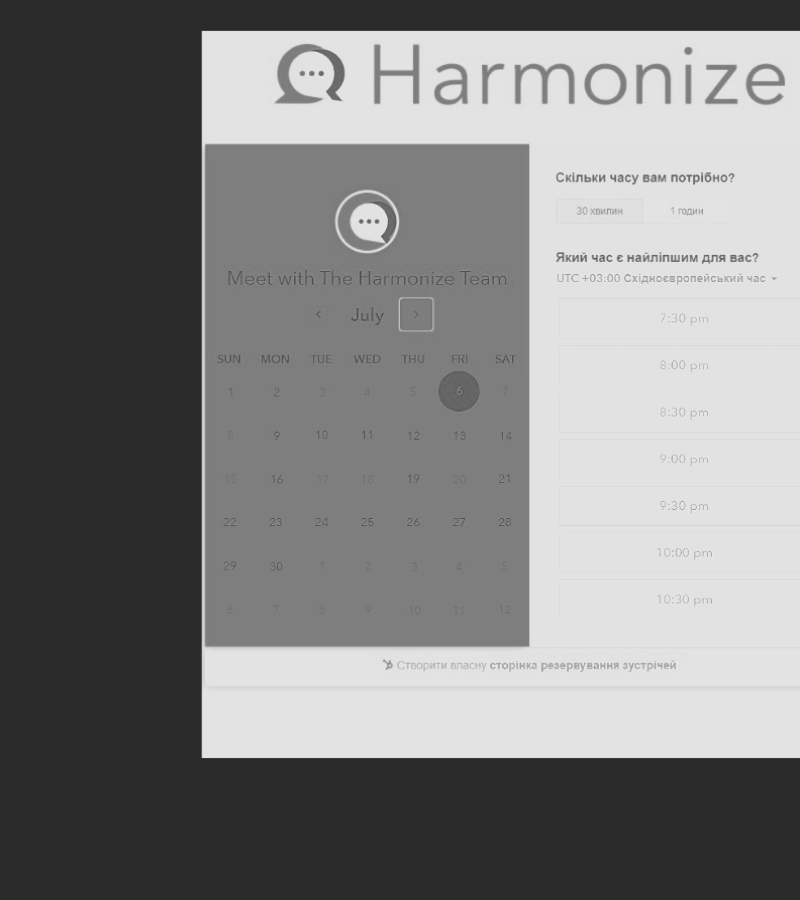 Harmonize
Meet with The Harmonize Team
July
SUN MON TUE WED THU FRI SAT
1 2 3 4 5 6 7
8 9 10 11 12 13 14
15 16 17 18 19 20 21
22 23 24 25 26 27 28
29 30 1 2 3 4 5
6 7 8 9 10 11 12
Скільки часу вам потрібно?
30 хвилин 1 годин
Який час є найліпшим для вас?
UTC +03:00 Східноєвропейський час
7:30 pm
8:00 pm
8:30 pm
9:00 pm
9:30 pm
10:00 pm
10:30 pm
Створити власну сторінка резервування зустрічей